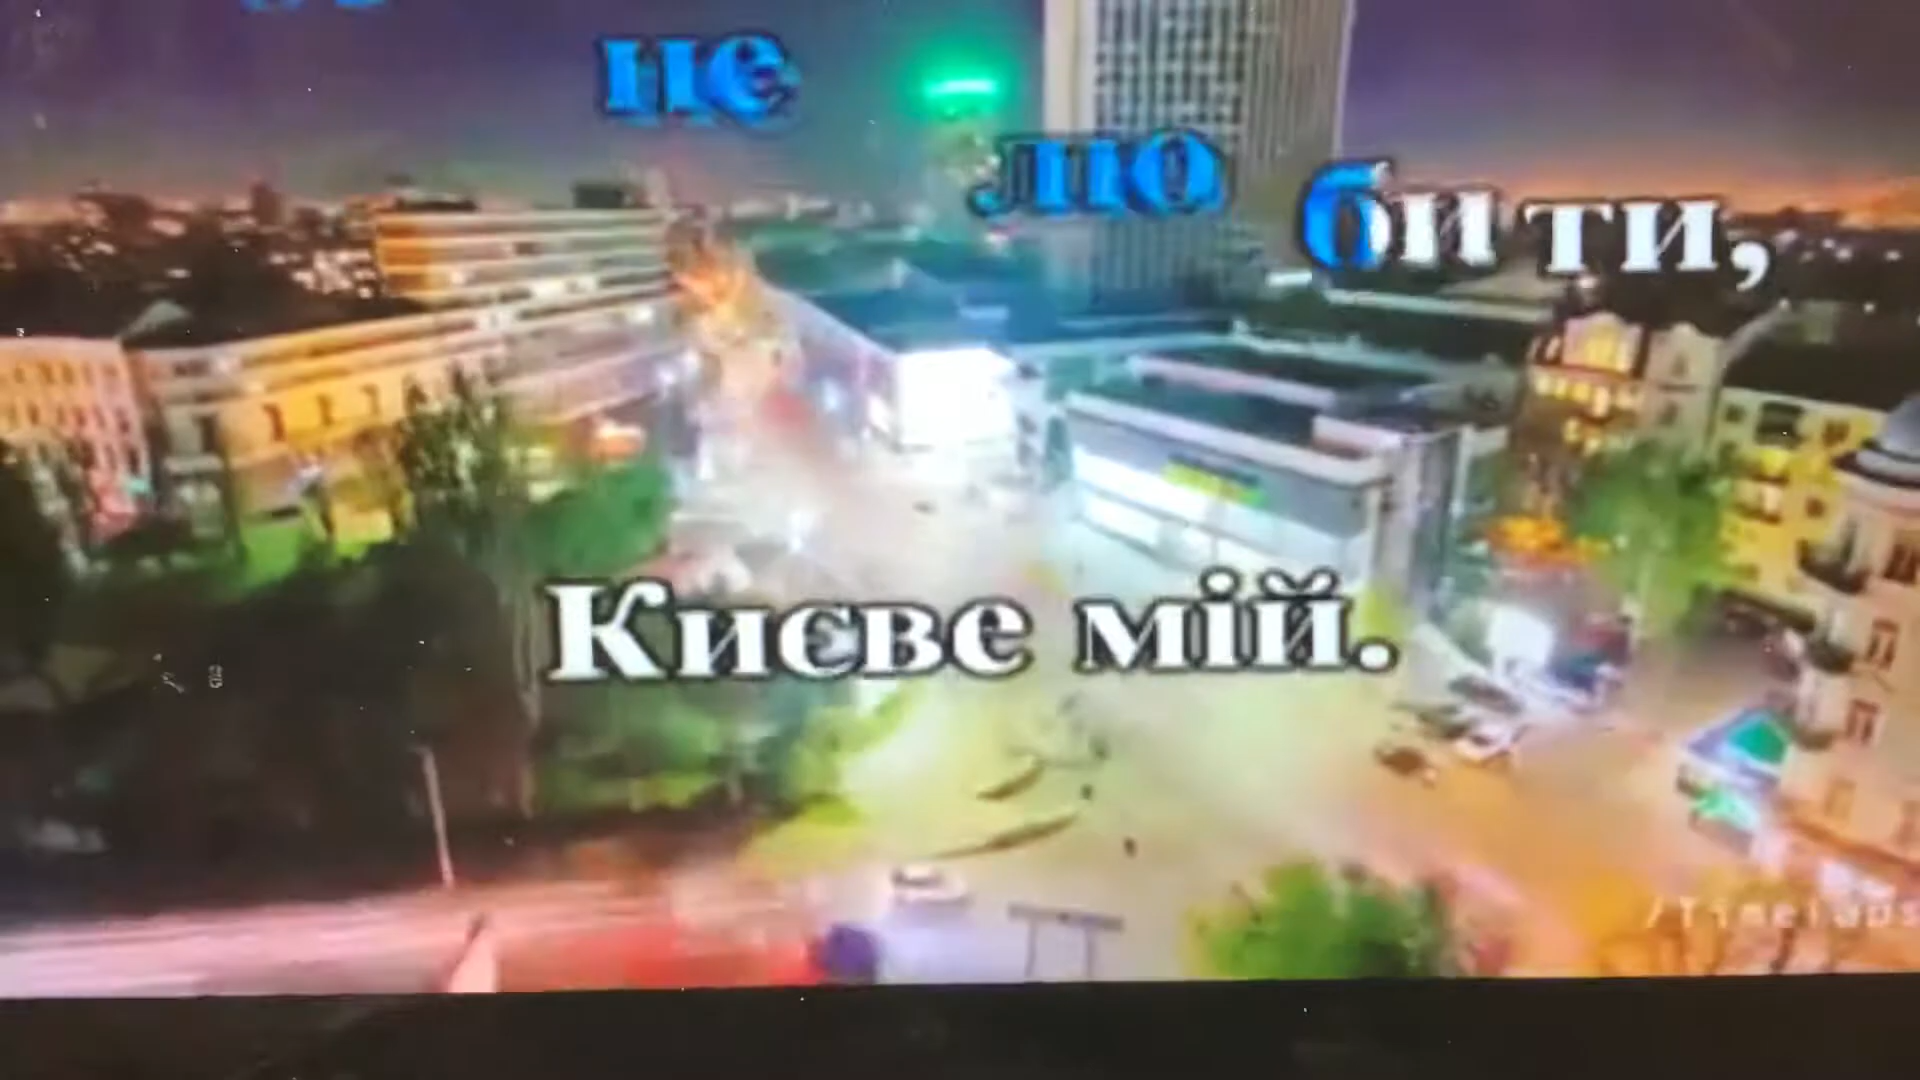 не лю би ти,
Києве мій.